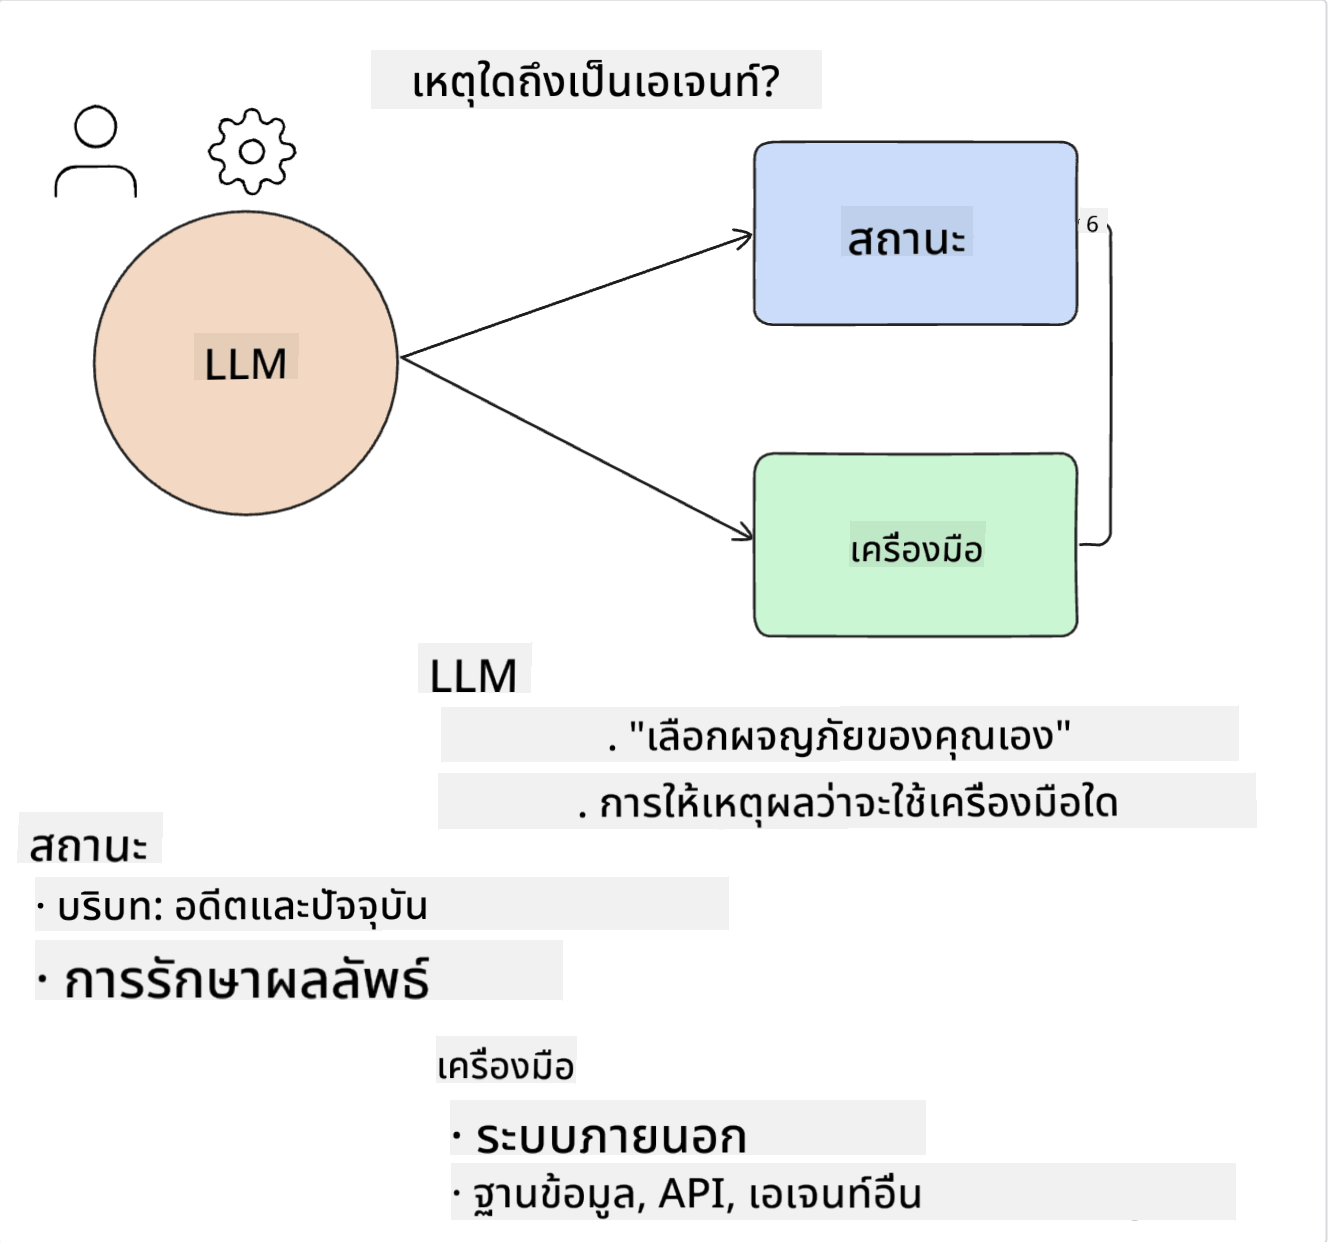 เหตุใดถึงเป็นเอเจนท์?
สถานะ
6
LLM
เครื่องมือ
LLM
. "เลือกผจญภัยของคุณเอง"
. การให้เหตุผลว่าจะใช้เครื่องมือใด
สถานะ
· บริบท: อดีตและปัจจุบัน
· การรักษาผลลัพธ์
เครื่องมือ
· ระบบภายนอก
· ฐานข้อมูล, API, เอเจนท์อื่น